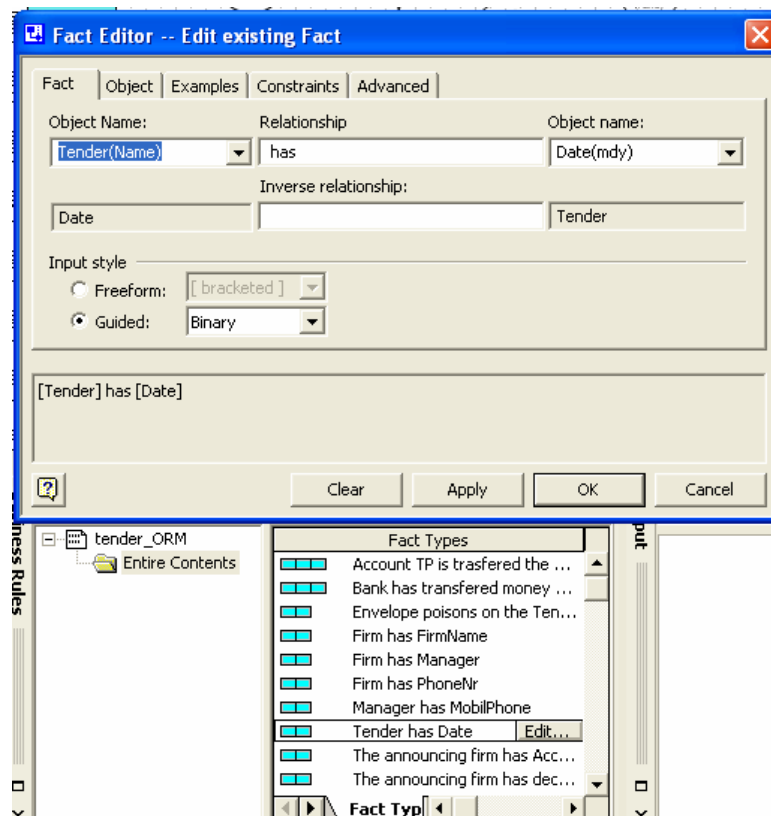 Fact Editor -- Edit existing Fact
Fact Object Examples Constraints Advanced
Object Name: Relationship Object name:
Tender(Name) has Date(mdy)
Inverse relationship:
Date Tender
Input style
Freeform: [ bracketed ]
Guided: Binary
[Tender] has [Date]
Clear Apply OK Cancel
tender_ORM
Entire Contents
Fact Types
Account TP is trasfered the ...
Bank has transfered money ...
Envelope poisons on the Ten...
Firm has FirmName
Firm has Manager
Firm has PhoneNr
Manager has MobilPhone
Tender has Date Edit...
The announcing firm has Acc...
The announcing firm has dec...
Fact Typ
ness Rules
put